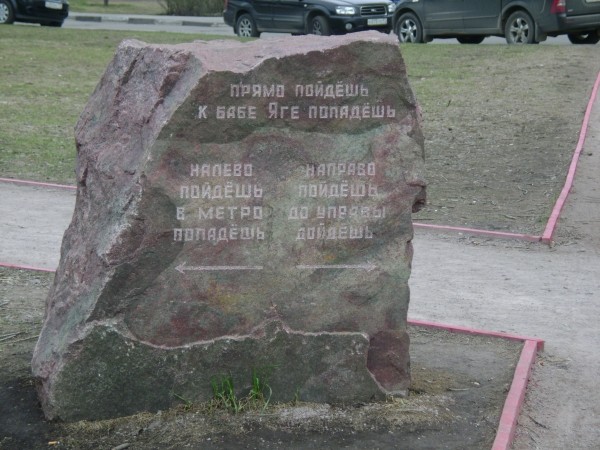 ПРЯМО ПОЙДЁШЬ
К БАБЕ ЯГЕ ПОПАДЁШЬ
НАЛЕВО
ПОЙДЁШЬ
В МЕТРО
ПОПАДЁШЬ
НАПРАВО
ПОЙДЁШЬ
ДО УПРАВЫ
ДОЙДЁШЬ